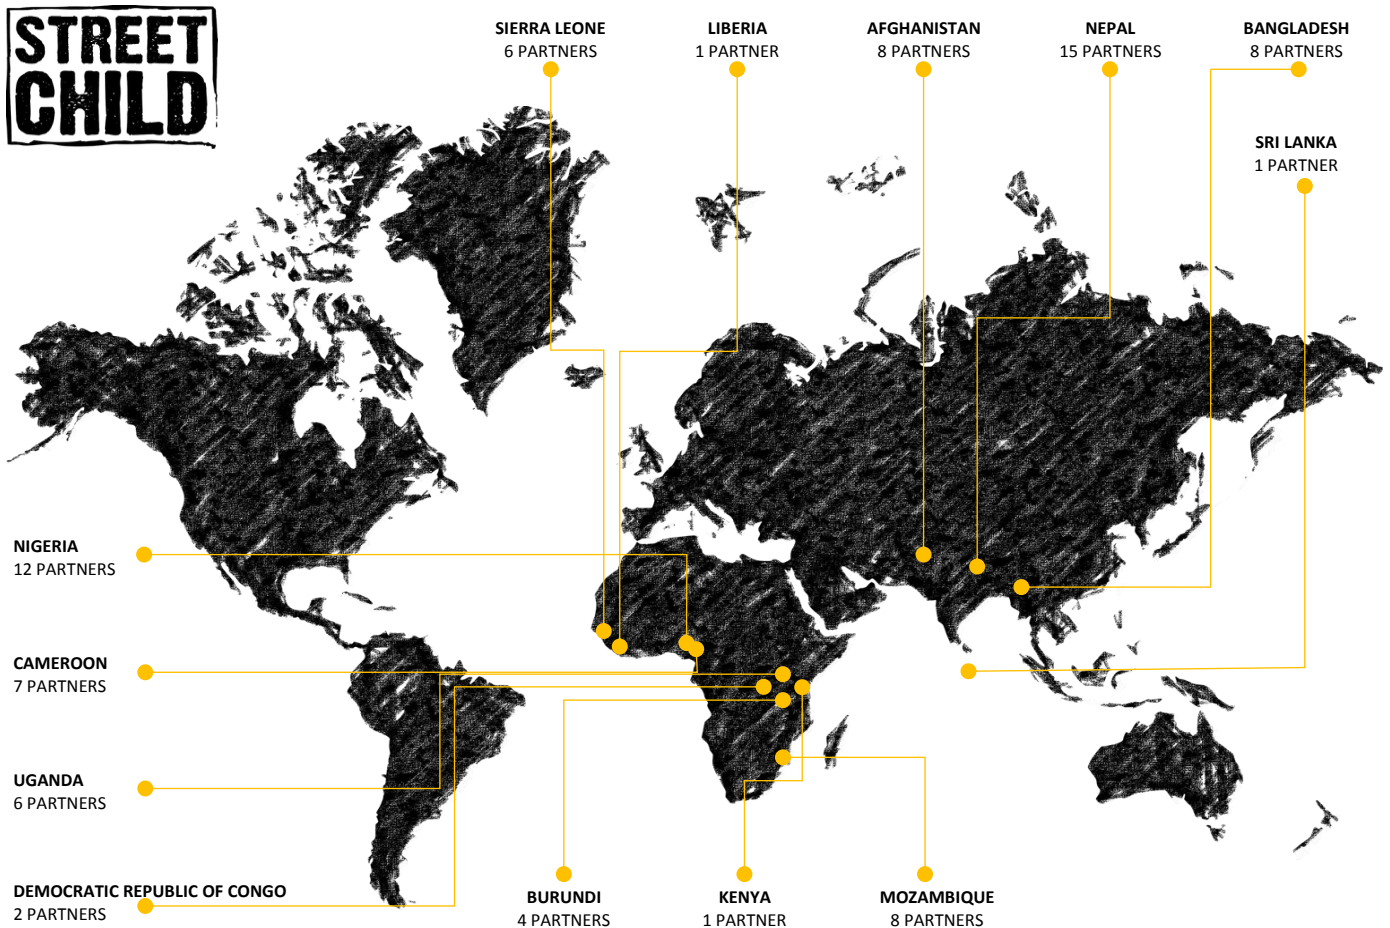 STREET
CHILD
SIERRA LEONE
6 PARTNERS
LIBERIA
1 PARTNER
AFGHANISTAN
8 PARTNERS
NEPAL
15 PARTNERS
BANGLADESH
8 PARTNERS
SRI LANKA
1 PARTNER
NIGERIA
12 PARTNERS
CAMEROON
7 PARTNERS
UGANDA
6 PARTNERS
DEMOCRATIC REPUBLIC OF CONGO
2 PARTNERS
BURUNDI
4 PARTNERS
KENYA
1 PARTNER
MOZAMBIQUE
8 PARTNERS